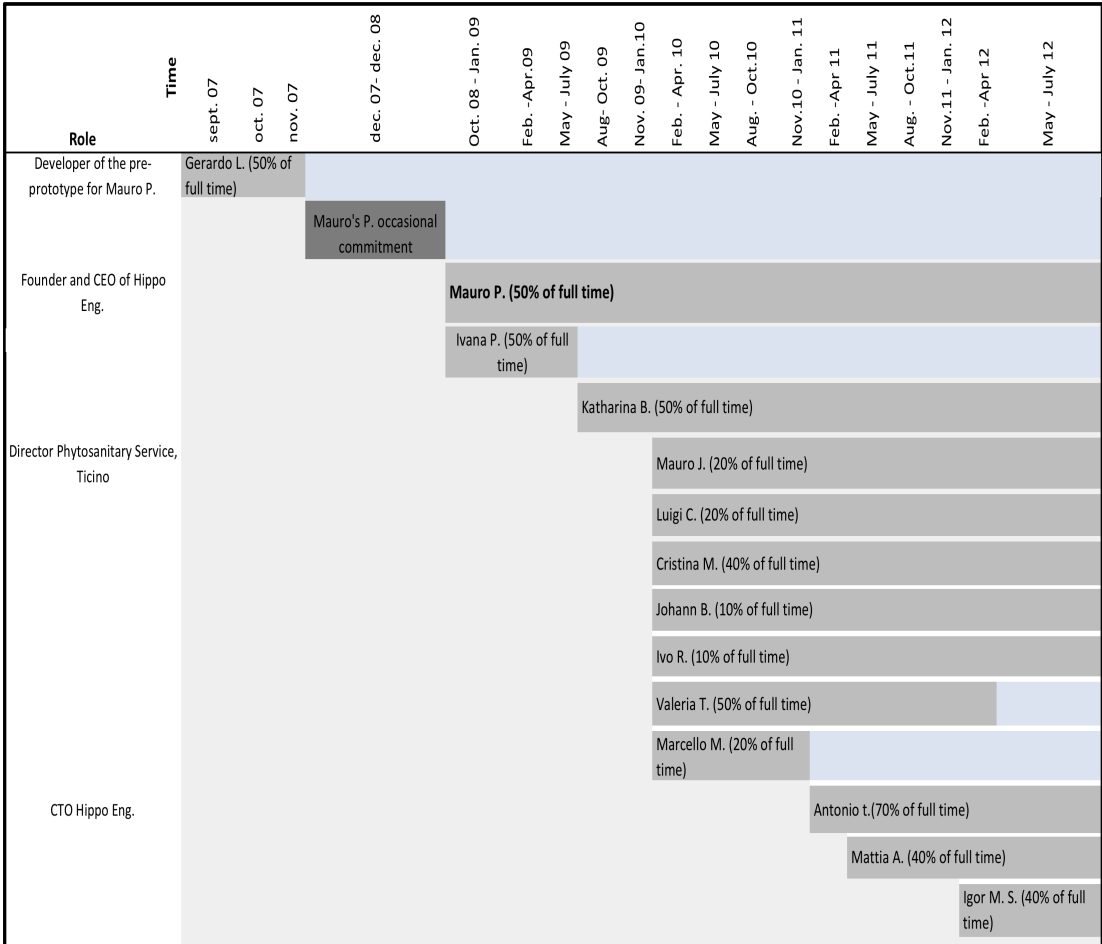 Time
Role
sept. 07
oct. 07
nov. 07
dec. 07 - dec. 08
Oct. 08 - Jan. 09
Feb. -Apr.09
May - July 09
Aug- Oct. 09
Nov. 09- Jan.10
Feb. - Apr. 10
May - July 10
Aug. - Oct.10
Nov.10 - Jan. 11
Feb. -Apr 11
May - July 11
Aug. - Oct.11
Nov.11 - Jan. 12
Feb. -Apr 12
May - July 12
Developer of the pre-
prototype for Mauro P.
Gerardo L. (50% of
full time)
Mauro's P. occasional
commitment
Founder and CEO of Hippo
Eng.
Mauro P. (50% of full time)
Ivana P. (50% of full
time)
Katharina B. (50% of full time)
Director Phytosanitary Service,
Ticino
Mauro J. (20% of full time)
Luigi C. (20% of full time)
Cristina M. (40% of full time)
Johann B. (10% of full time)
Ivo R. (10% of full time)
Valeria T. (50% of full time)
Marcello M. (20% of full
time)
CTO Hippo Eng.
Antonio t.(70% of full time)
Mattia A. (40% of full time)
Igor M. S. (40% of full
time)